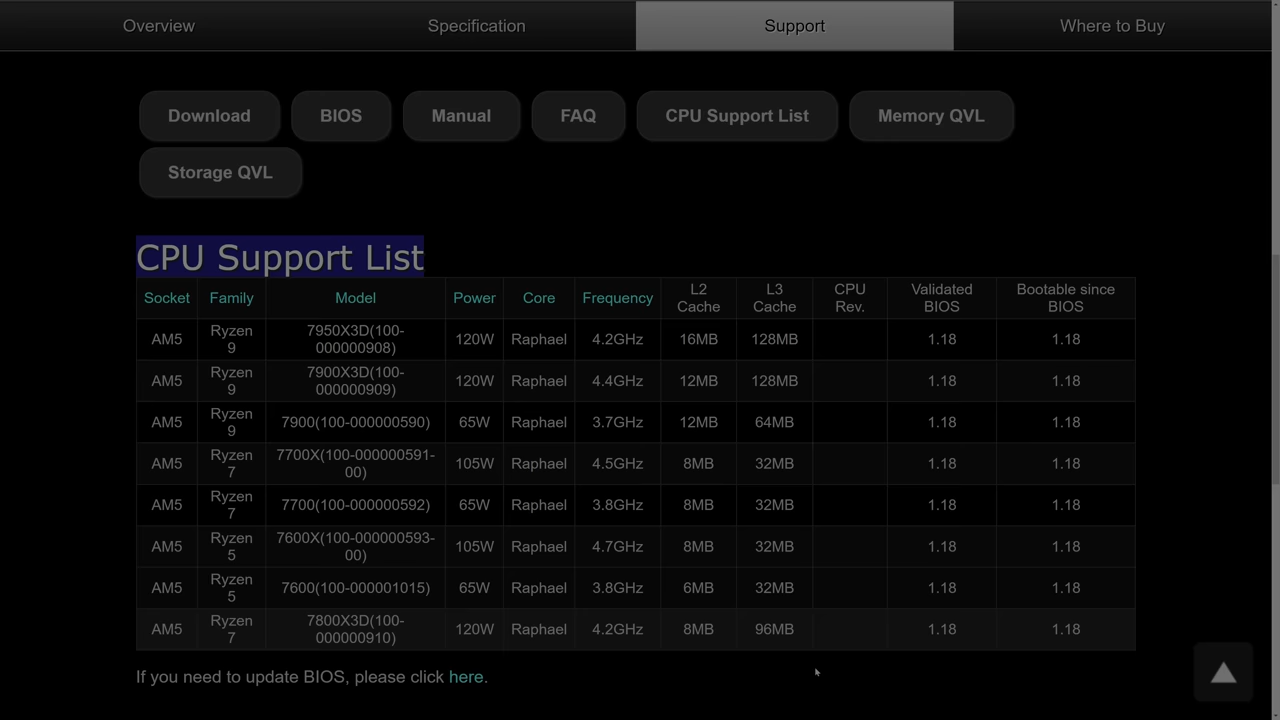 Overview Specification Support Where to Buy
Download BIOS Manual FAQ CPU Support List Memory QVL
Storage QVL
CPU Support List
Socket Family Model Power Core Frequency L2 Cache L3 Cache CPU Rev. Validated BIOS Bootable since BIOS
AM5 Ryzen 9 7950X3D(100-000000908) 120W Raphael 4.2GHz 16MB 128MB 1.18 1.18
AM5 Ryzen 9 7900X3D(100-000000909) 120W Raphael 4.4GHz 12MB 128MB 1.18 1.18
AM5 Ryzen 9 7900(100-000000590) 65W Raphael 3.7GHz 12MB 64MB 1.18 1.18
AM5 Ryzen 7 7700X(100-000000591-00) 105W Raphael 4.5GHz 8MB 32MB 1.18 1.18
AM5 Ryzen 7 7700(100-000000592) 65W Raphael 3.8GHz 8MB 32MB 1.18 1.18
AM5 Ryzen 5 7600X(100-000000593-00) 105W Raphael 4.7GHz 8MB 32MB 1.18 1.18
AM5 Ryzen 5 7600(100-000001015) 65W Raphael 3.8GHz 6MB 32MB 1.18 1.18
AM5 Ryzen 7 7800X3D(100-000000910) 120W Raphael 4.2GHz 8MB 96MB 1.18 1.18
If you need to update BIOS, please click here.